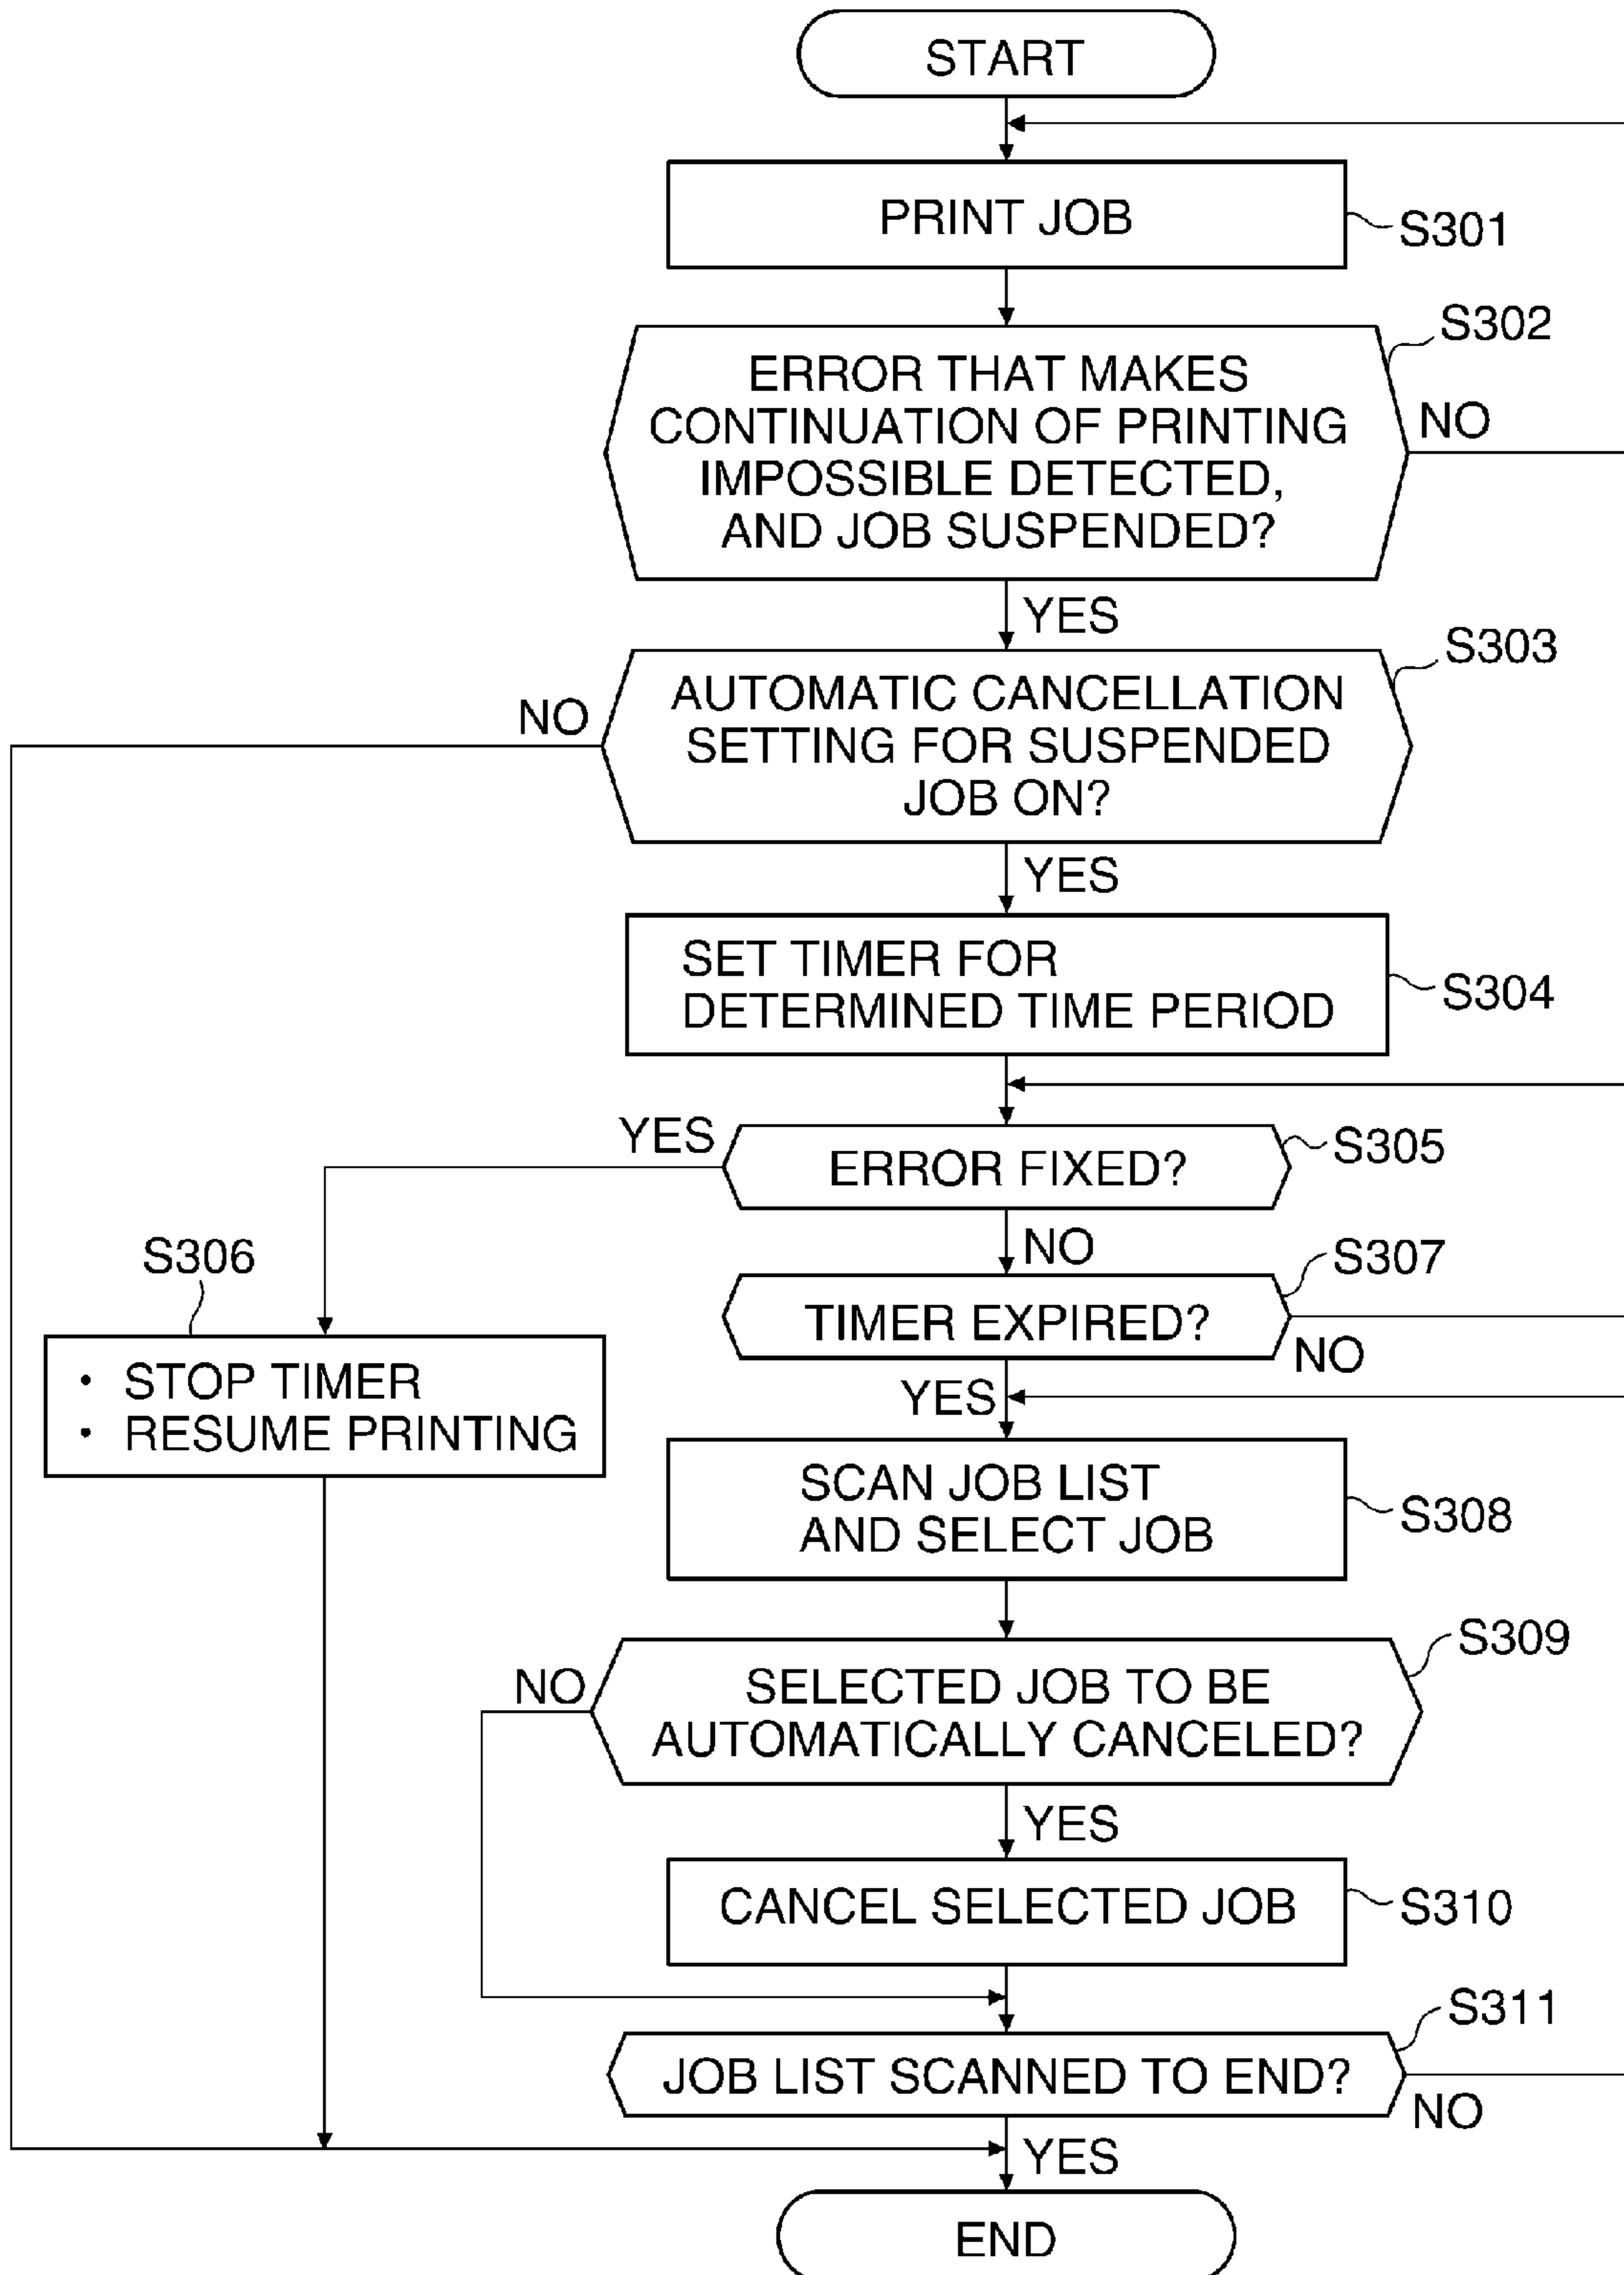 START
PRINT JOB
S301
S302
ERROR THAT MAKES
CONTINUATION OF PRINTING
IMPOSSIBLE DETECTED,
AND JOB SUSPENDED?
NO
YES
S303
AUTOMATIC CANCELLATION
SETTING FOR SUSPENDED
JOB ON?
NO
YES
SET TIMER FOR
DETERMINED TIME PERIOD
S304
YES
ERROR FIXED?
S305
NO
S306
• STOP TIMER
• RESUME PRINTING
S307
TIMER EXPIRED?
NO
YES
SCAN JOB LIST
AND SELECT JOB
S308
S309
NO
SELECTED JOB TO BE
AUTOMATICALLY CANCELED?
YES
CANCEL SELECTED JOB
S310
S311
JOB LIST SCANNED TO END?
NO
YES
END